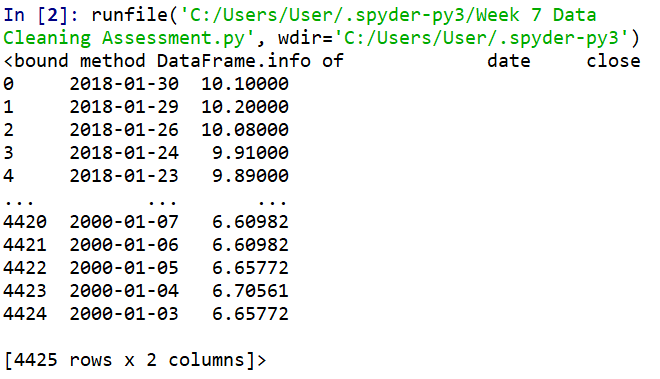 In [2]: runfile('C:/Users/User/.spyder-py3/Week 7 Data
Cleaning Assessment.py', wdir='C:/Users/User/.spyder-py3')
<bound method DataFrame.info of            date     close
0     2018-01-30  10.10000
1     2018-01-29  10.20000
2     2018-01-26  10.08000
3     2018-01-24   9.91000
4     2018-01-23   9.89000
...          ...       ...
4420  2000-01-07   6.60982
4421  2000-01-06   6.60982
4422  2000-01-05   6.65772
4423  2000-01-04   6.70561
4424  2000-01-03   6.65772
[4425 rows x 2 columns]>